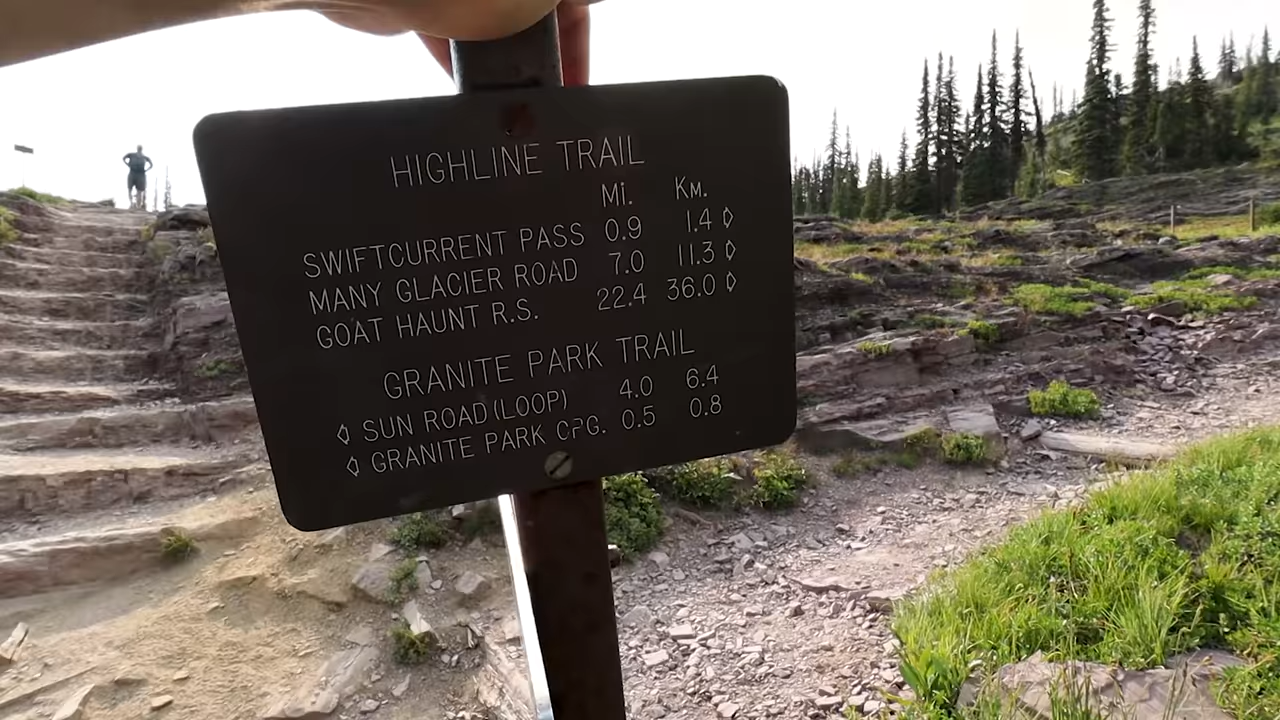 HIGHLINE TRAIL
MI. KM.
SWIFTCURRENT PASS 0.9 1.4 ◊
MANY GLACIER ROAD 7.0 11.3 ◊
GOAT HAUNT R.S. 22.4 36.0 ◊
GRANITE PARK TRAIL
◊ SUN ROAD (LOOP) 4.0 6.4
◊ GRANITE PARK CPG. 0.5 0.8